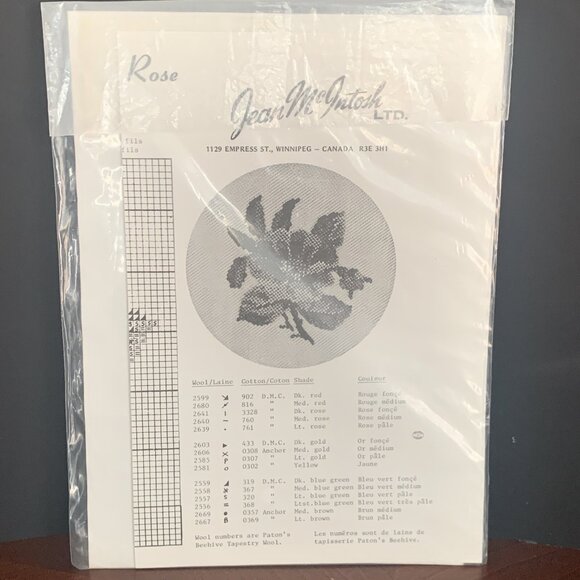 Rose
Jean McIntosh
LTD.
1129 EMPRESS ST., WINNIPEG — CANADA R3E 3H1
fils
fils
Wool/Laine Cotton/Coton Shade Couleur
2599 902 D.M.C. Dk. red Rouge fonçé
2680 816 " Med. red Rouge médium
2641 3328 " Dk. rose Rose fonçé
2640 760 " Med. rose Rose médium
2639 761 " Lt. rose Rose pâle
2603 433 D.M.C. Dk. gold Or fonçé
2606 X 0308 Anchor Med. gold Or médium
2585 P 0307 " Lt. gold Or pâle
2581 o 0302 " Yellow Jaune
2559 319 D.M.C. Dk. blue green Bleu vert fonçé
2558 367 " Med. blue green Bleu vert médium
2557 s 320 " Lt. blue green Bleu vert pâle
2556 = 368 " Ltst.blue green Bleu vert très pâle
2669 0357 Anchor Med. brown Brun médium
2667 B 0369 " Lt. brown Brun pâle
Wool numbers are Paton's Les numéros sont de laine de
Beehive Tapestry Wool. tapisserie Paton's Beehive.